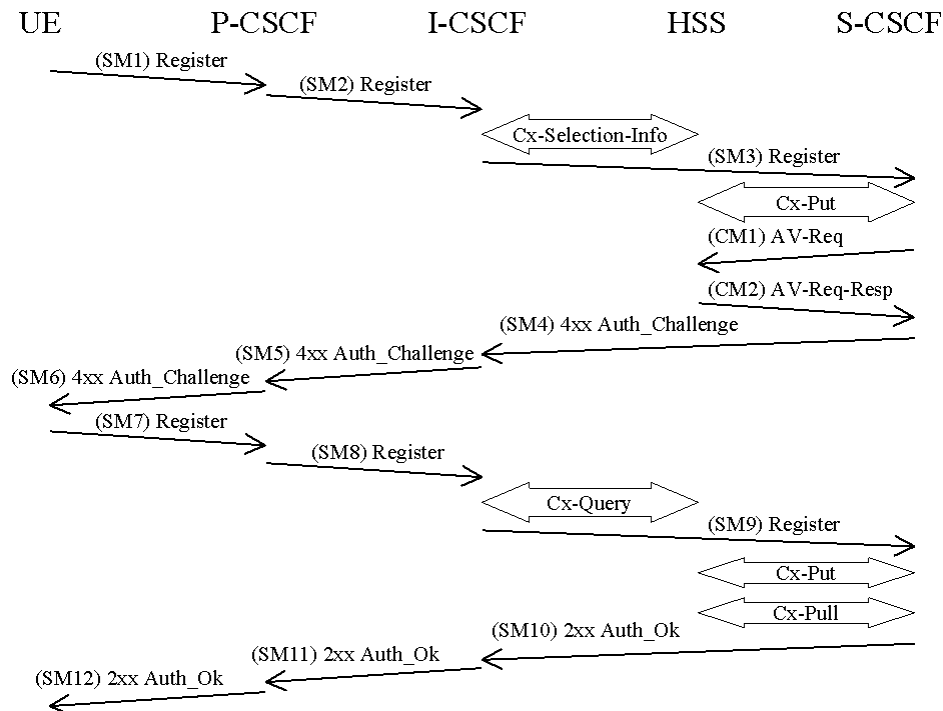 UE P-CSCF I-CSCF HSS S-CSCF
(SM1) Register
(SM2) Register
Cx-Selection-Info
(SM3) Register
Cx-Put
(CM1) AV-Req
(CM2) AV-Req-Resp
(SM4) 4xx Auth_Challenge
(SM5) 4xx Auth_Challenge
(SM6) 4xx Auth_Challenge
(SM7) Register
(SM8) Register
Cx-Query
(SM9) Register
Cx-Put
Cx-Pull
(SM10) 2xx Auth_Ok
(SM11) 2xx Auth_Ok
(SM12) 2xx Auth_Ok